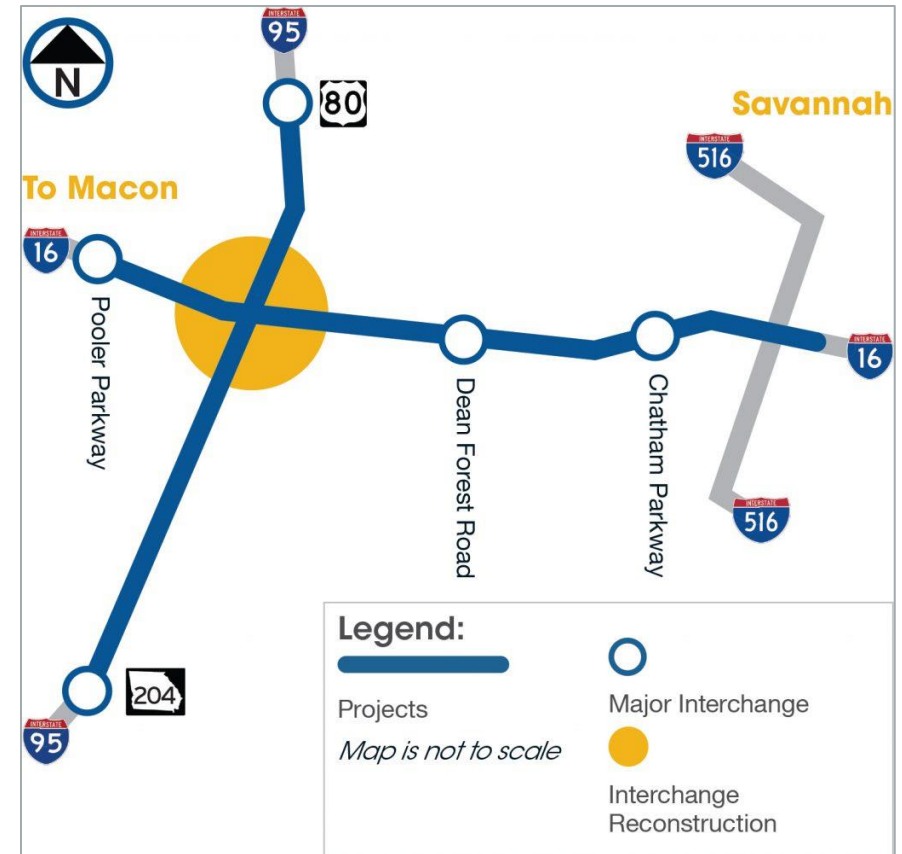 INTERSTATE
95
N
80
Savannah
INTERSTATE
516
To Macon
INTERSTATE
16
Pooler Parkway
Dean Forest Road
Chatham Parkway
INTERSTATE
16
INTERSTATE
516
204
INTERSTATE
95
Legend:
Projects
Map is not to scale
Major Interchange
Interchange
Reconstruction